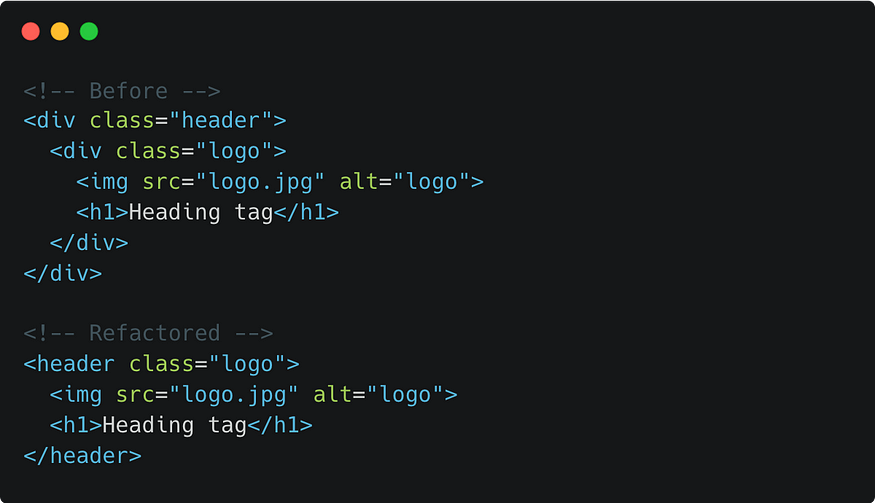 <!-- Before -->
<div class="header">
  <div class="logo">
    <img src="logo.jpg" alt="logo">
    <h1>Heading tag</h1>
  </div>
</div>

<!-- Refactored -->
<header class="logo">
  <img src="logo.jpg" alt="logo">
  <h1>Heading tag</h1>
</header>